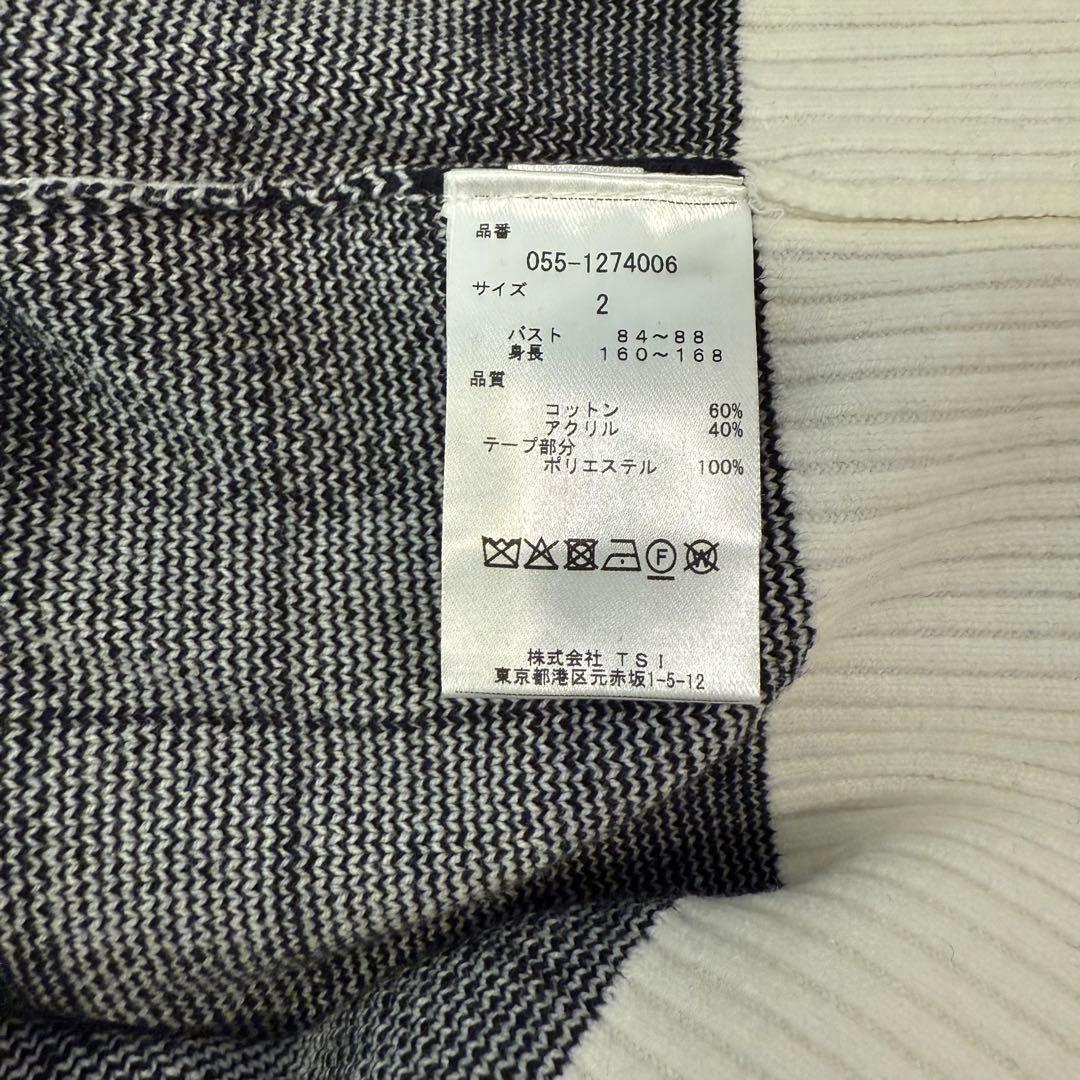 品番
055-1274006
サイズ
2
バスト 84~88
身長 160~168
品質
コットン 60%
アクリル 40%
テープ部分
ポリエステル 100%
F W
株式会社 TSI
東京都港区元赤坂1-5-12